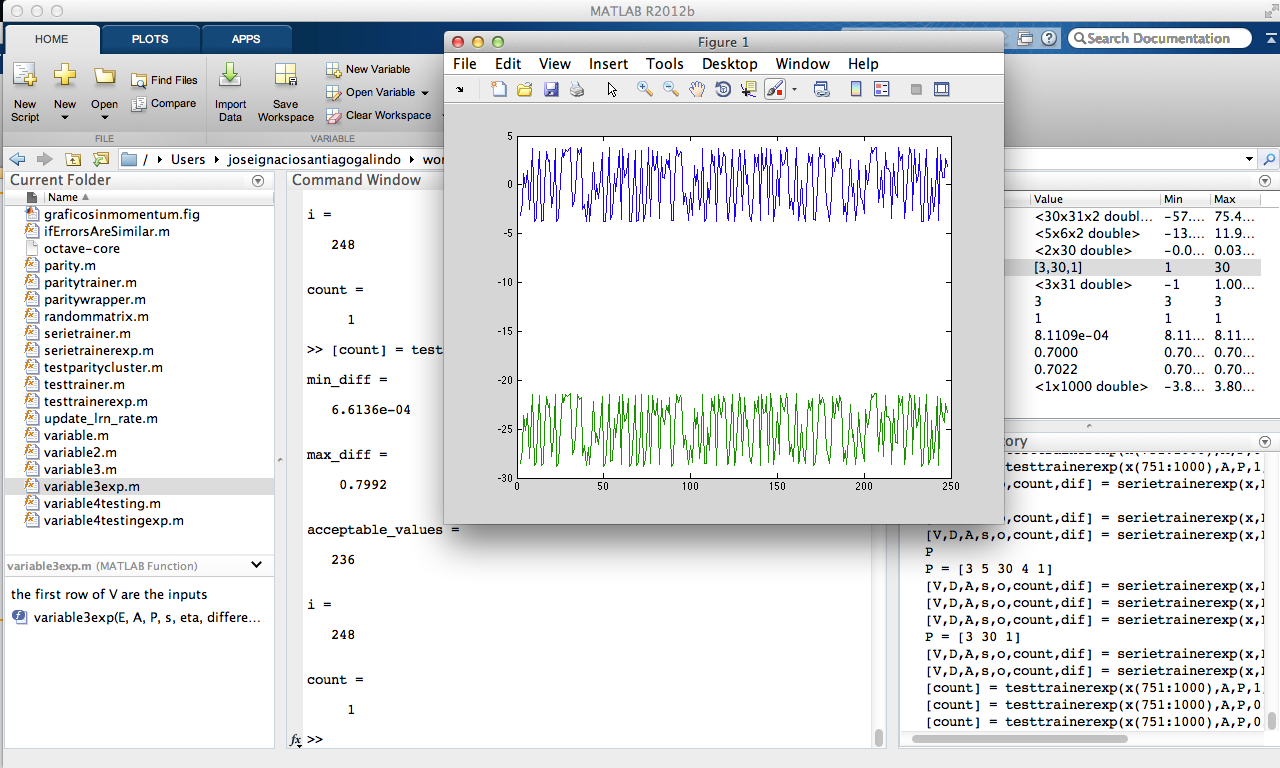 MATLAB R2012b
HOME
PLOTS
APPS
Search Documentation
New Script
New
Open
Find Files
Compare
Import Data
Save Workspace
New Variable
Open Variable
Clear Workspace
FILE
VARIABLE
/ ▸ Users ▸ joseignaciosantiagogalindo ▸ wor
Current Folder
Name
graficosinmomentum.fig
ifErrorsAreSimilar.m
octave-core
parity.m
paritytrainer.m
paritywrapper.m
randommatrix.m
serietrainer.m
serietrainerexp.m
testparitycluster.m
testtrainer.m
testtrainerexp.m
update_lrn_rate.m
variable.m
variable2.m
variable3.m
variable3exp.m
variable4testing.m
variable4testingexp.m
variable3exp.m (MATLAB Function)
the first row of V are the inputs
variable3exp(E, A, P, s, eta, differe...
Command Window
i =
248
count =
1
>> [count] = test
min_diff =
6.6136e-04
max_diff =
0.7992
acceptable_values =
236
i =
248
count =
1
fx >>
Figure 1
File Edit View Insert Tools Desktop Window Help
5
0
-5
-10
-15
-20
-25
-30
0 50 100 150 200 250
Value Min Max
<30x31x2 doubl... -57.... 75.4...
<5x6x2 double> -13.... 11.9...
<2x30 double> -0.0... 0.03...
[3,30,1] 1 30
<3x31 double> -1 1.00...
3 3 3
1 1 1
8.1109e-04 8.11... 8.11...
0.7000 0.70... 0.70...
0.7022 0.70... 0.70...
<1x1000 double> -3.8... 3.80...
ory
testtrainerexp(x(751:1000),A,P,1,
,o,count,dif] = serietrainerexp(x,
,o,count,dif] = serietrainerexp(x,
[V,D,A,s,o,count,dif] = serietrainerexp(x,
P
P = [3 5 30 4 1]
[V,D,A,s,o,count,dif] = serietrainerexp(x,
[V,D,A,s,o,count,dif] = serietrainerexp(x,
[V,D,A,s,o,count,dif] = serietrainerexp(x,
P = [3 30 1]
[V,D,A,s,o,count,dif] = serietrainerexp(x,
[V,D,A,s,o,count,dif] = serietrainerexp(x,
[count] = testtrainerexp(x(751:1000),A,P,1,
[count] = testtrainerexp(x(751:1000),A,P,0
[count] = testtrainerexp(x(751:1000),A,P,0